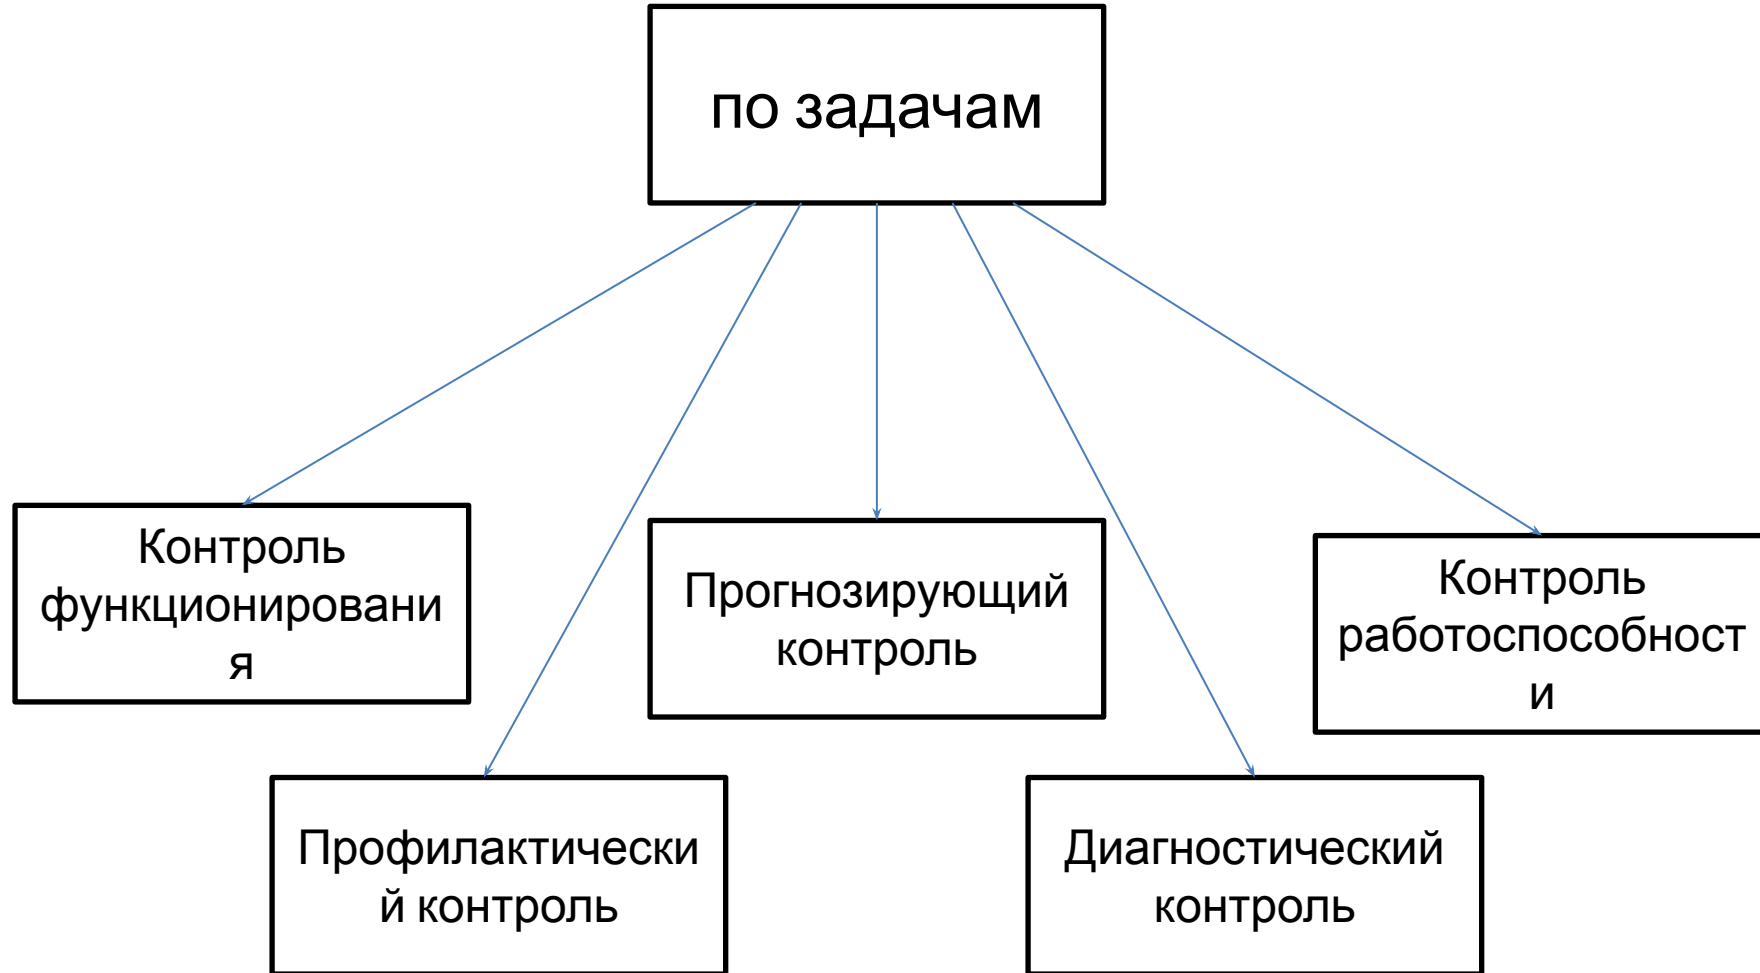 по задачам
Контроль
функционировани
я
Прогнозирующий
контроль
Контроль
работоспособност
и
Профилактически
й контроль
Диагностический
контроль